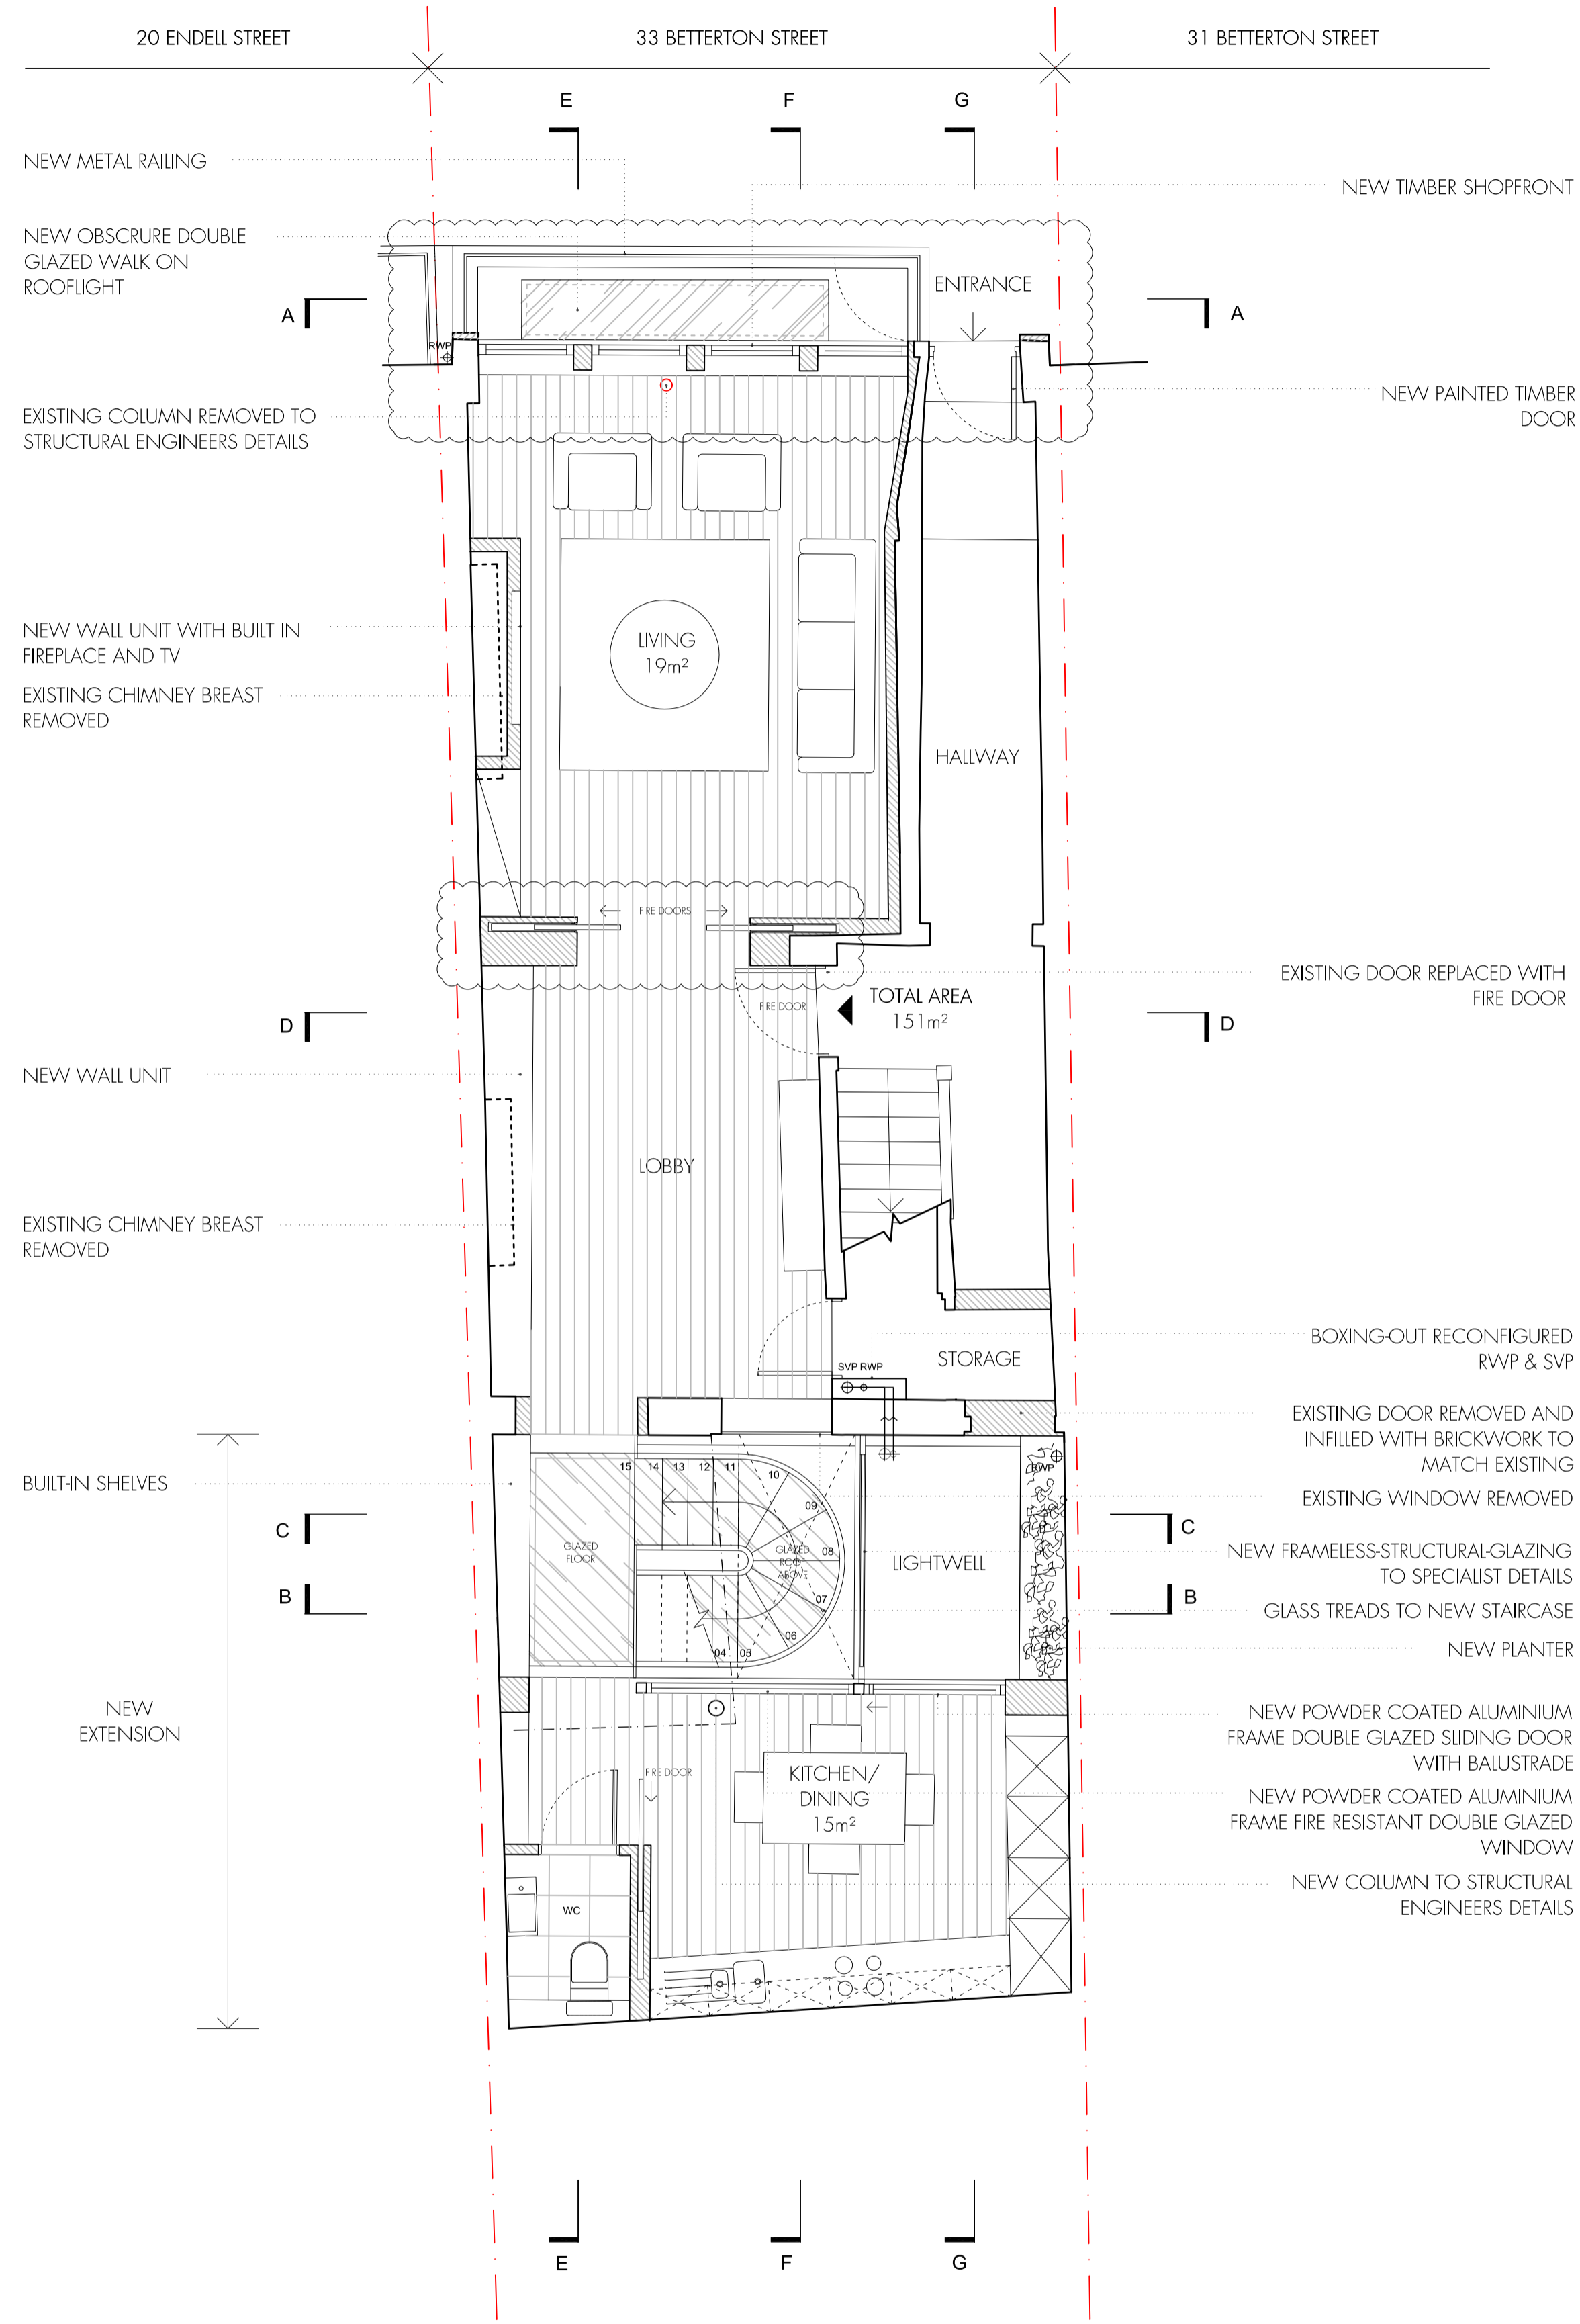 20 ENDELL STREET
33 BETTERTON STREET
31 BETTERTON STREET
E
F
G
NEW METAL RAILING
NEW TIMBER SHOPFRONT
NEW OBSCRURE DOUBLE
GLAZED WALK ON
ROOFLIGHT
ENTRANCE
A
A
RWP
NEW PAINTED TIMBER
DOOR
EXISTING COLUMN REMOVED TO
STRUCTURAL ENGINEERS DETAILS
NEW WALL UNIT WITH BUILT IN
FIREPLACE AND TV
LIVING
19m²
EXISTING CHIMNEY BREAST
REMOVED
HALLWAY
FIRE DOORS
EXISTING DOOR REPLACED WITH
FIRE DOOR
FIRE DOOR
TOTAL AREA
151m²
D
D
NEW WALL UNIT
LOBBY
EXISTING CHIMNEY BREAST
REMOVED
BOXING-OUT RECONFIGURED
RWP & SVP
STORAGE
SVP RWP
EXISTING DOOR REMOVED AND
INFILLED WITH BRICKWORK TO
MATCH EXISTING
BUILT-IN SHELVES
15 14 13 12 11
10
09
08
07
06
05
04
RWP
EXISTING WINDOW REMOVED
C
C
GLAZED
FLOOR
GLAZED
ROOF
ABOVE
LIGHTWELL
NEW FRAMELESS-STRUCTURAL-GLAZING
TO SPECIALIST DETAILS
B
B
GLASS TREADS TO NEW STAIRCASE
NEW PLANTER
NEW
EXTENSION
NEW POWDER COATED ALUMINIUM
FRAME DOUBLE GLAZED SLIDING DOOR
WITH BALUSTRADE
FIRE DOOR
KITCHEN/
DINING
15m²
NEW POWDER COATED ALUMINIUM
FRAME FIRE RESISTANT DOUBLE GLAZED
WINDOW
NEW COLUMN TO STRUCTURAL
ENGINEERS DETAILS
WC
E
F
G